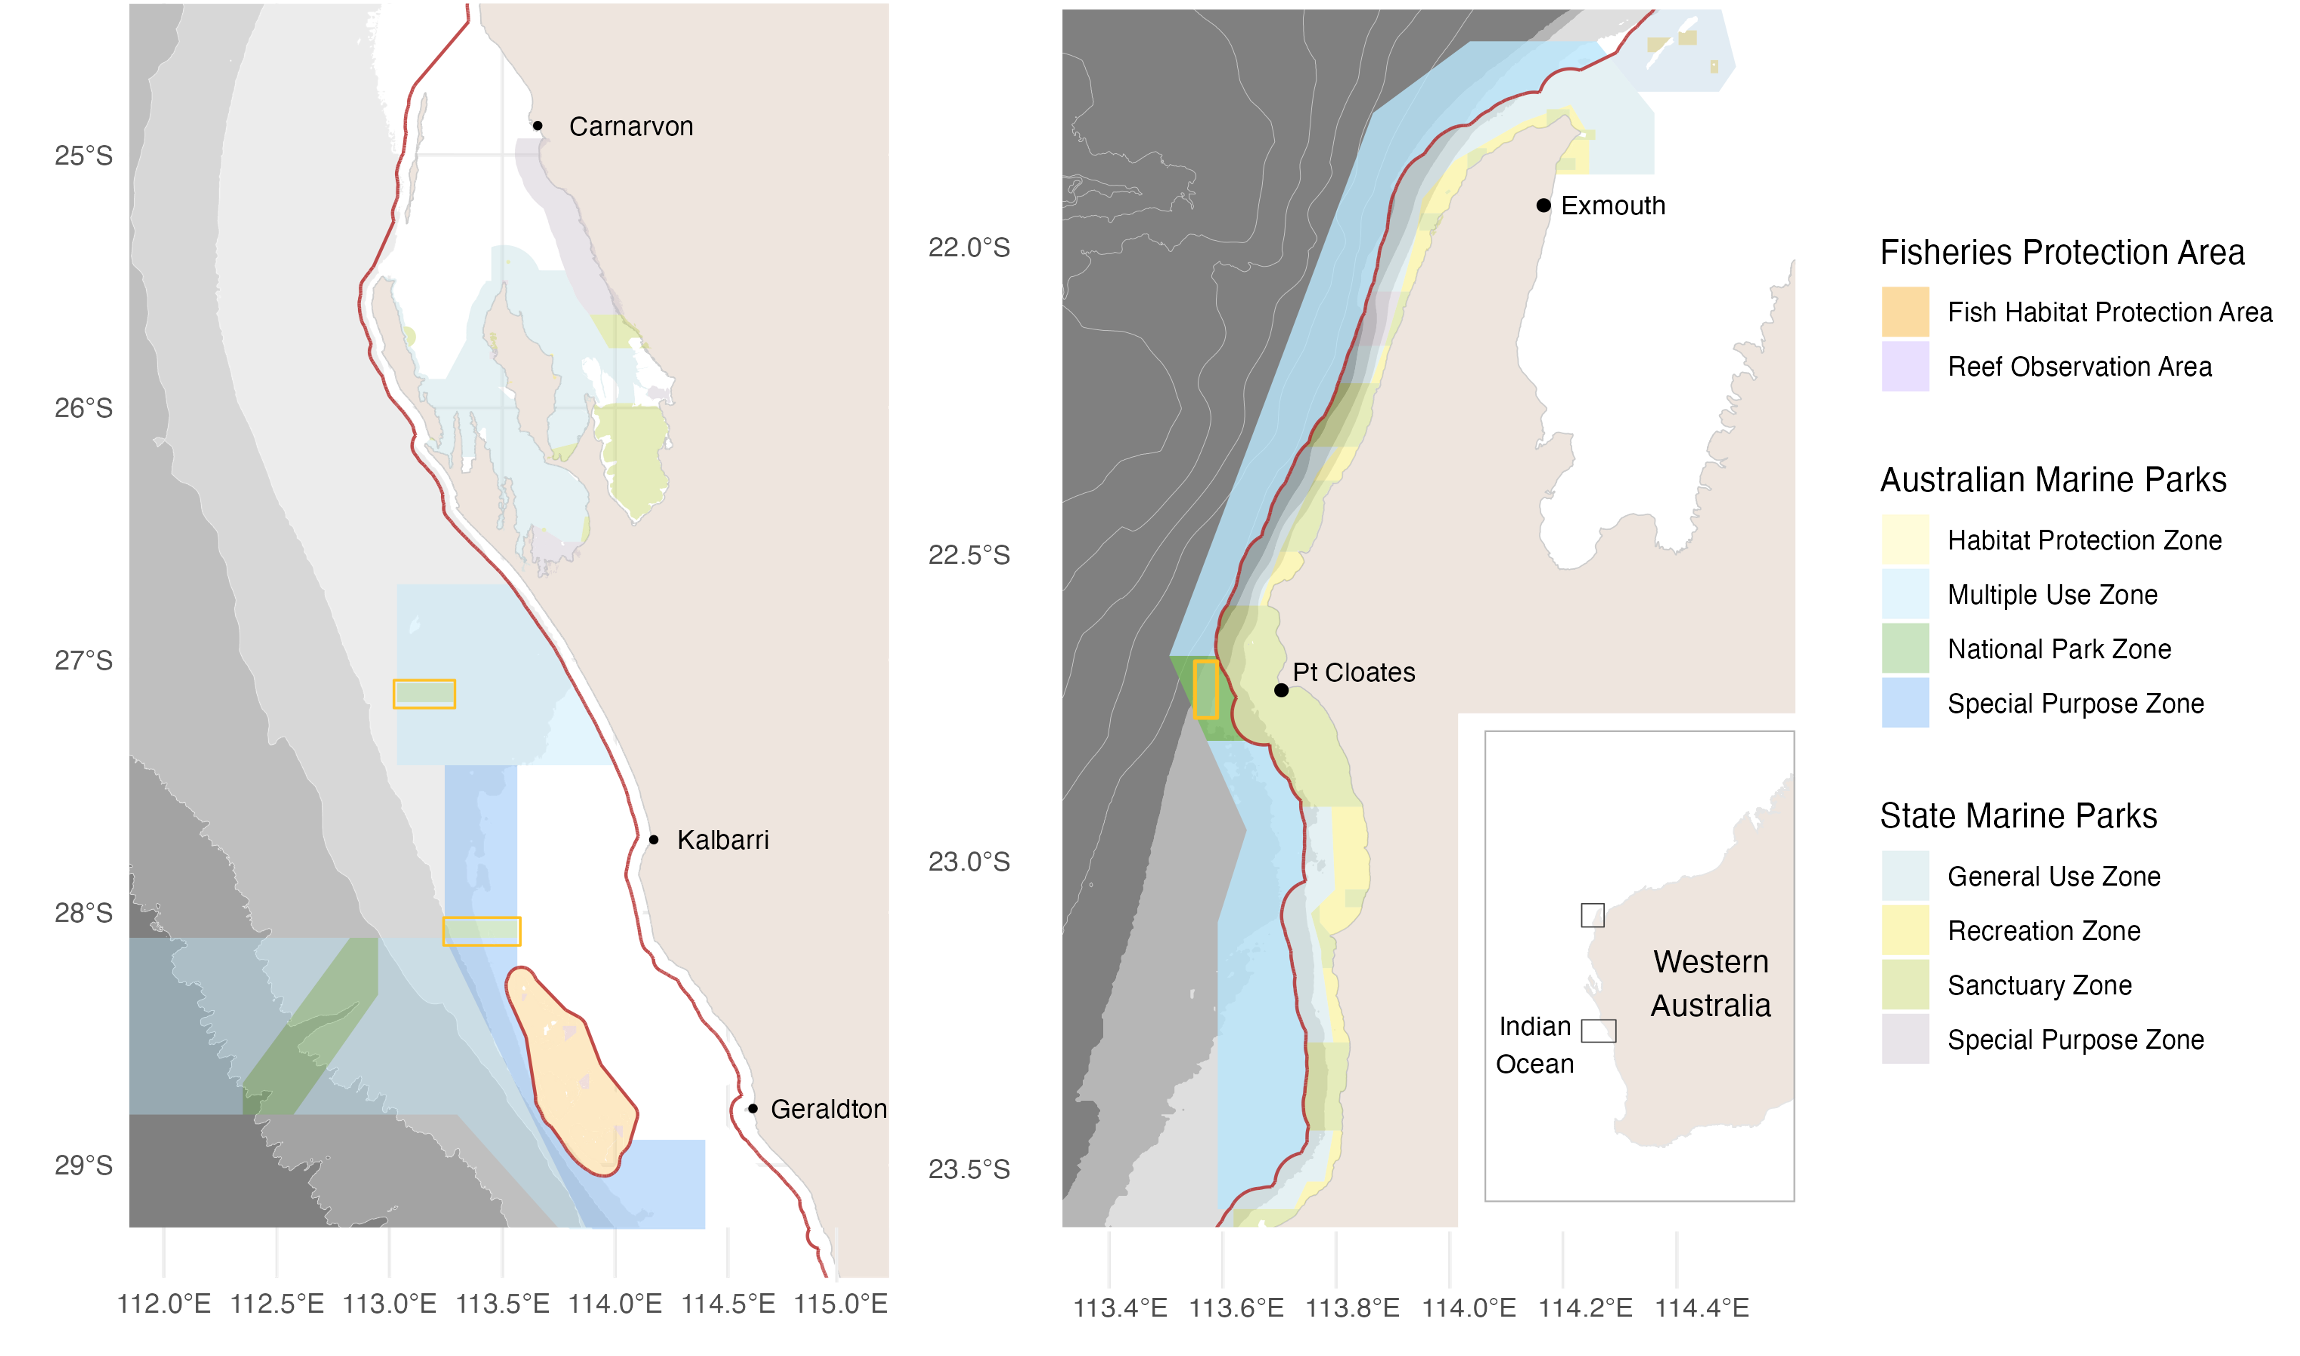 Carnarvon
25°S
26°S
27°S
Kalbarri
28°S
Geraldton
29°S
112.0°E 112.5°E 113.0°E 113.5°E 114.0°E 114.5°E 115.0°E
Exmouth
22.0°S
22.5°S
Pt Cloates
23.0°S
23.5°S
113.4°E 113.6°E 113.8°E 114.0°E 114.2°E 114.4°E
Western
Australia
Indian
Ocean
Fisheries Protection Area
Fish Habitat Protection Area
Reef Observation Area
Australian Marine Parks
Habitat Protection Zone
Multiple Use Zone
National Park Zone
Special Purpose Zone
State Marine Parks
General Use Zone
Recreation Zone
Sanctuary Zone
Special Purpose Zone